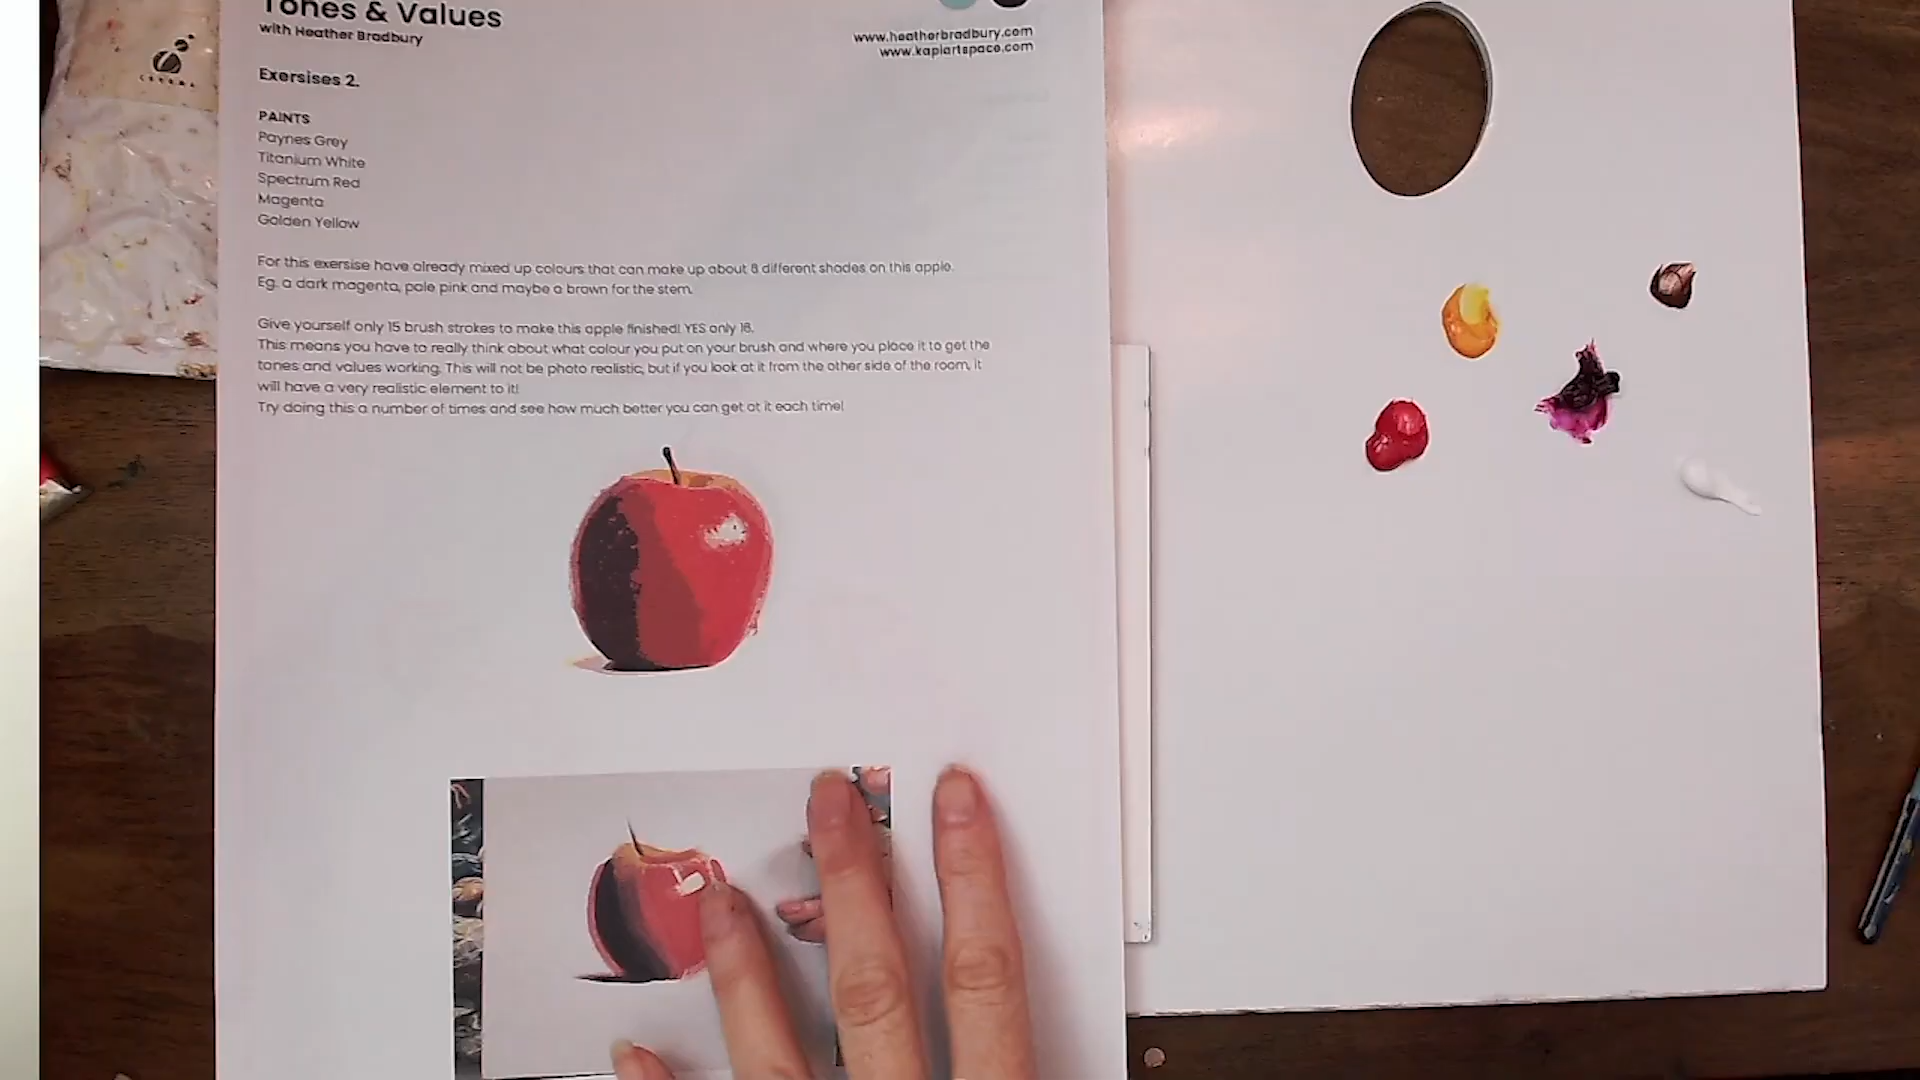 Tones & Values
with Heather Bradbury
www.heatherbradbury.com
www.kapiartspace.com
Exersises 2.
PAINTS
Paynes Grey
Titanium White
Spectrum Red
Magenta
Golden Yellow
For this exersise have already mixed up colours that can make up about 8 different shades on this apple.
Eg. a dark magenta, pale pink and maybe a brown for the stem.
Give yourself only 15 brush strokes to make this apple finished! YES only 16.
This means you have to really think about what colour you put on your brush and where you place it to get the
tones and values working. This will not be photo realistic, but if you look at it from the other side of the room, it
will have a very realistic element to it!
Try doing this a number of times and see how much better you can get at it each time!